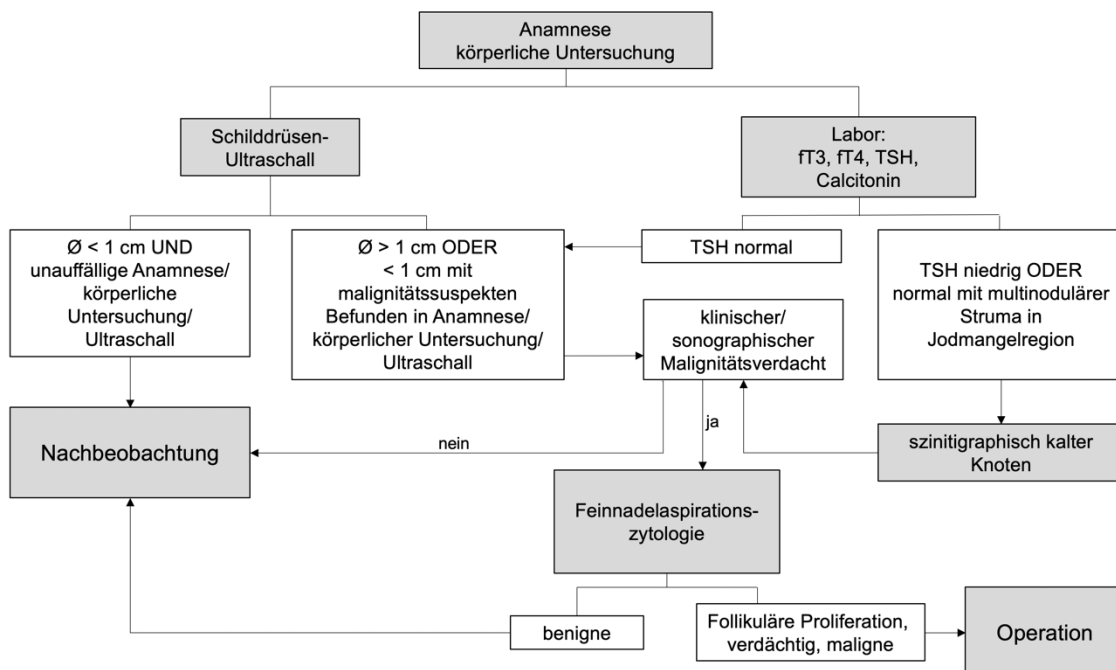 Anamnese
körperliche Untersuchung
Schilddrüsen-
Ultraschall
Labor:
fT3, fT4, TSH,
Calcitonin
Ø < 1 cm UND
unauffällige Anamnese/
körperliche
Untersuchung/
Ultraschall
Ø > 1 cm ODER
< 1 cm mit
malignitätssuspekten
Befunden in Anamnese/
körperlicher Untersuchung/
Ultraschall
TSH normal
TSH niedrig ODER
normal mit multinodulärer
Struma in
Jodmangelregion
klinischer/
sonographischer
Malignitätsverdacht
Nachbeobachtung
nein
ja
szinitigraphisch kalter
Knoten
Feinnadelaspirations-
zytologie
benigne
Follikuläre Proliferation,
verdächtig, maligne
Operation